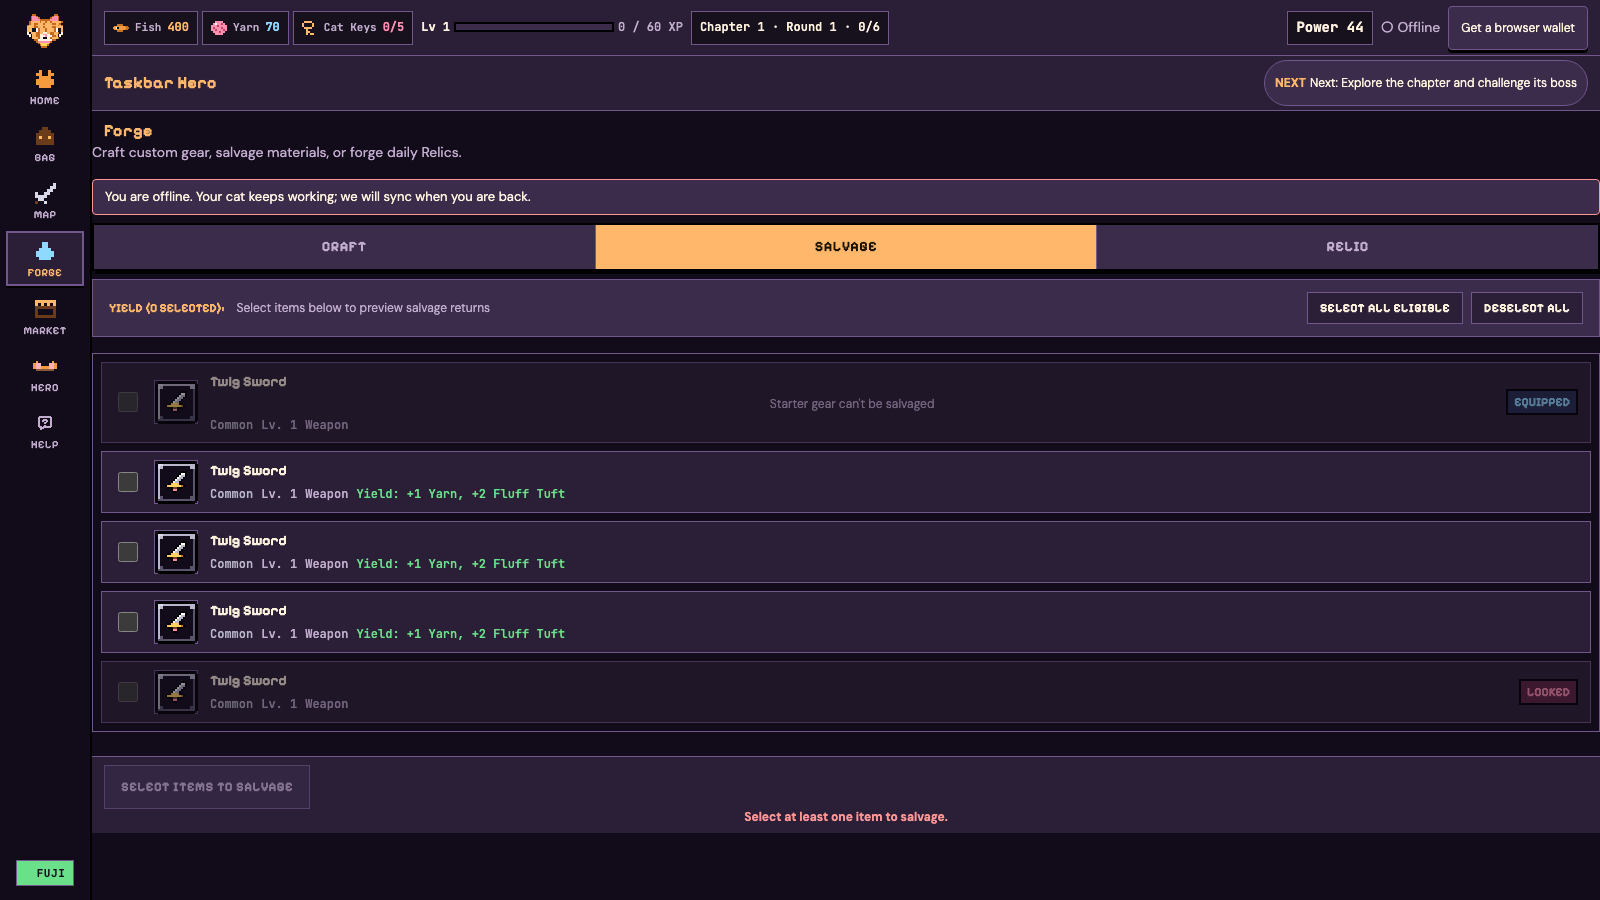 Fish 400
Yarn 70
Cat Keys 0/5
Lv 1
0 / 60 XP
Chapter 1 · Round 1 · 0/6
Power 44
Offline
Get a browser wallet
HOME
BAG
MAP
FORGE
MARKET
HERO
HELP
FUJI
Taskbar Hero
NEXT Next: Explore the chapter and challenge its boss
Forge
Craft custom gear, salvage materials, or forge daily Relics.
You are offline. Your cat keeps working; we will sync when you are back.
CRAFT
SALVAGE
RELIC
YIELD (0 SELECTED): Select items below to preview salvage returns
SELECT ALL ELIGIBLE
DESELECT ALL
Twig Sword
Starter gear can't be salvaged
Common Lv. 1 Weapon
EQUIPPED
Twig Sword
Common Lv. 1 Weapon Yield: +1 Yarn, +2 Fluff Tuft
Twig Sword
Common Lv. 1 Weapon Yield: +1 Yarn, +2 Fluff Tuft
Twig Sword
Common Lv. 1 Weapon Yield: +1 Yarn, +2 Fluff Tuft
Twig Sword
Common Lv. 1 Weapon
LOCKED
SELECT ITEMS TO SALVAGE
Select at least one item to salvage.